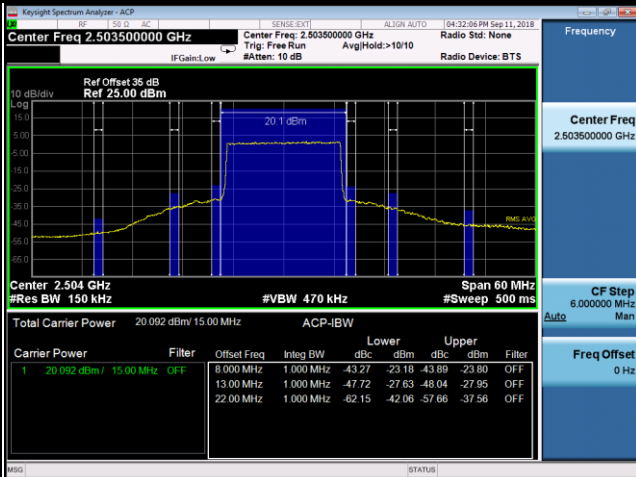 Keysight Spectrum Analyzer - ACP
RF 50 Ω AC SENSE:EXT ALIGN AUTO 04:32:06 PM Sep 11, 2018
Center Freq 2.503500000 GHz
Center Freq: 2.503500000 GHz
Radio Std: None
Trig: Free Run Avg|Hold:>10/10
IFGain:Low
#Atten: 10 dB
Radio Device: BTS
Ref Offset 35 dB
10 dB/div Ref 25.00 dBm
Log
15.0
5.00
-5.00
-15.0
-25.0
-35.0
-45.0
-55.0
-65.0
20.1 dBm
RMS AVG
Center 2.504 GHz Span 60 MHz
#Res BW 150 kHz #VBW 470 kHz #Sweep 500 ms
Total Carrier Power 20.092 dBm/ 15.00 MHz ACP-IBW
Lower Upper
Carrier Power Filter Offset Freq Integ BW dBc dBm dBc dBm Filter
1 20.092 dBm / 15.00 MHz OFF 8.000 MHz 1.000 MHz -43.27 -23.18 -43.89 -23.80 OFF
13.00 MHz 1.000 MHz -47.72 -27.63 -48.04 -27.95 OFF
22.00 MHz 1.000 MHz -62.15 -42.06 -57.66 -37.56 OFF
MSG STATUS
Frequency
Center Freq
2.503500000 GHz
CF Step
6.000000 MHz
Auto Man
Freq Offset
0 Hz